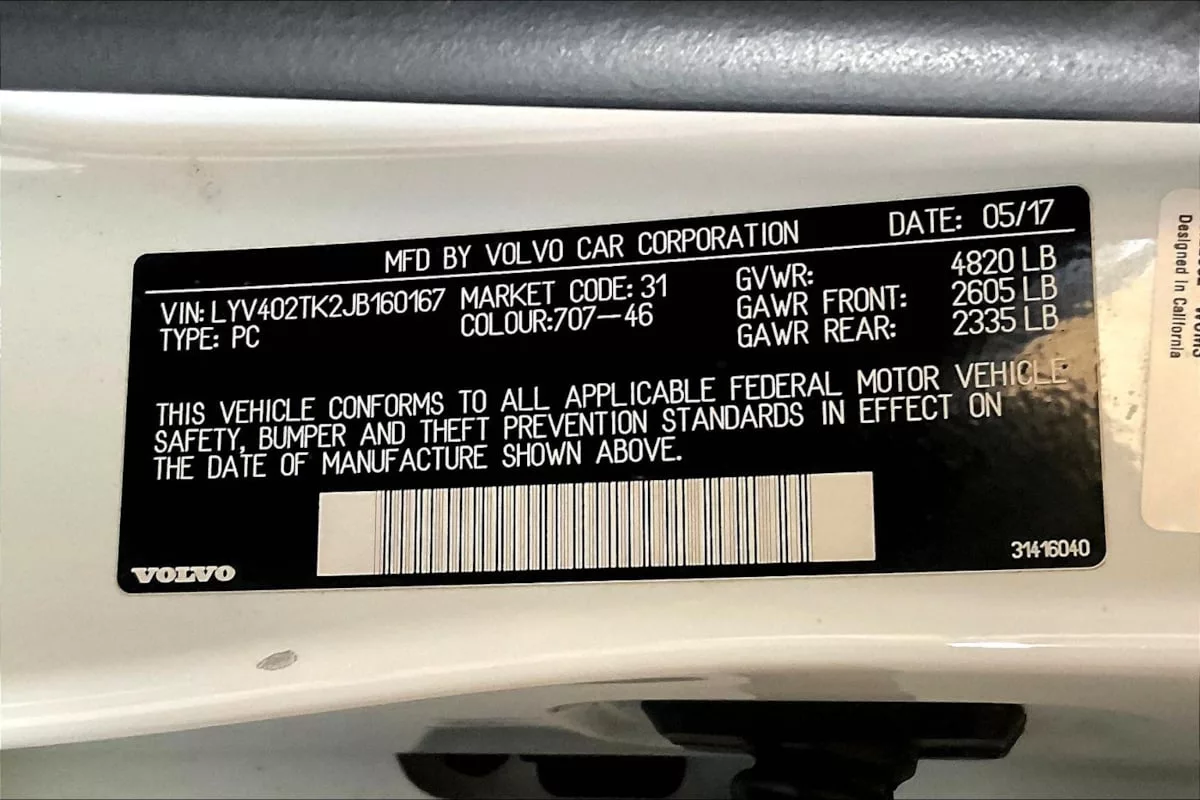 MFD BY VOLVO CAR CORPORATION DATE: 05/17
VIN: LYV402TK2JB160167 MARKET CODE: 31 GVWR: 4820 LB
TYPE: PC COLOUR:707-46 GAWR FRONT: 2605 LB
GAWR REAR: 2335 LB
THIS VEHICLE CONFORMS TO ALL APPLICABLE FEDERAL MOTOR VEHICLE
SAFETY, BUMPER AND THEFT PREVENTION STANDARDS IN EFFECT ON
THE DATE OF MANUFACTURE SHOWN ABOVE.
VOLVO
31416040
Designed in California